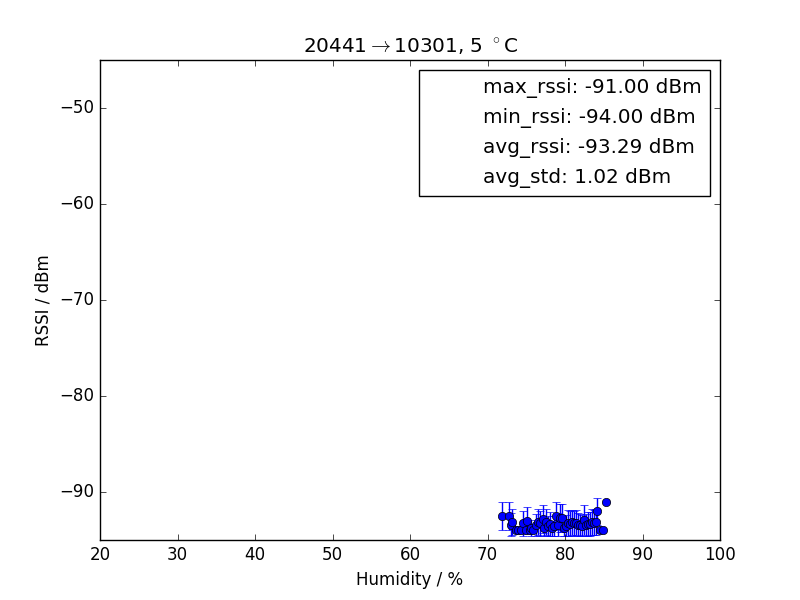 20441→10301, 5 °C
max_rssi: -91.00 dBm
min_rssi: -94.00 dBm
avg_rssi: -93.29 dBm
avg_std: 1.02 dBm
RSSI / dBm
−50
−60
−70
−80
−90
20 30 40 50 60 70 80 90 100
Humidity / %